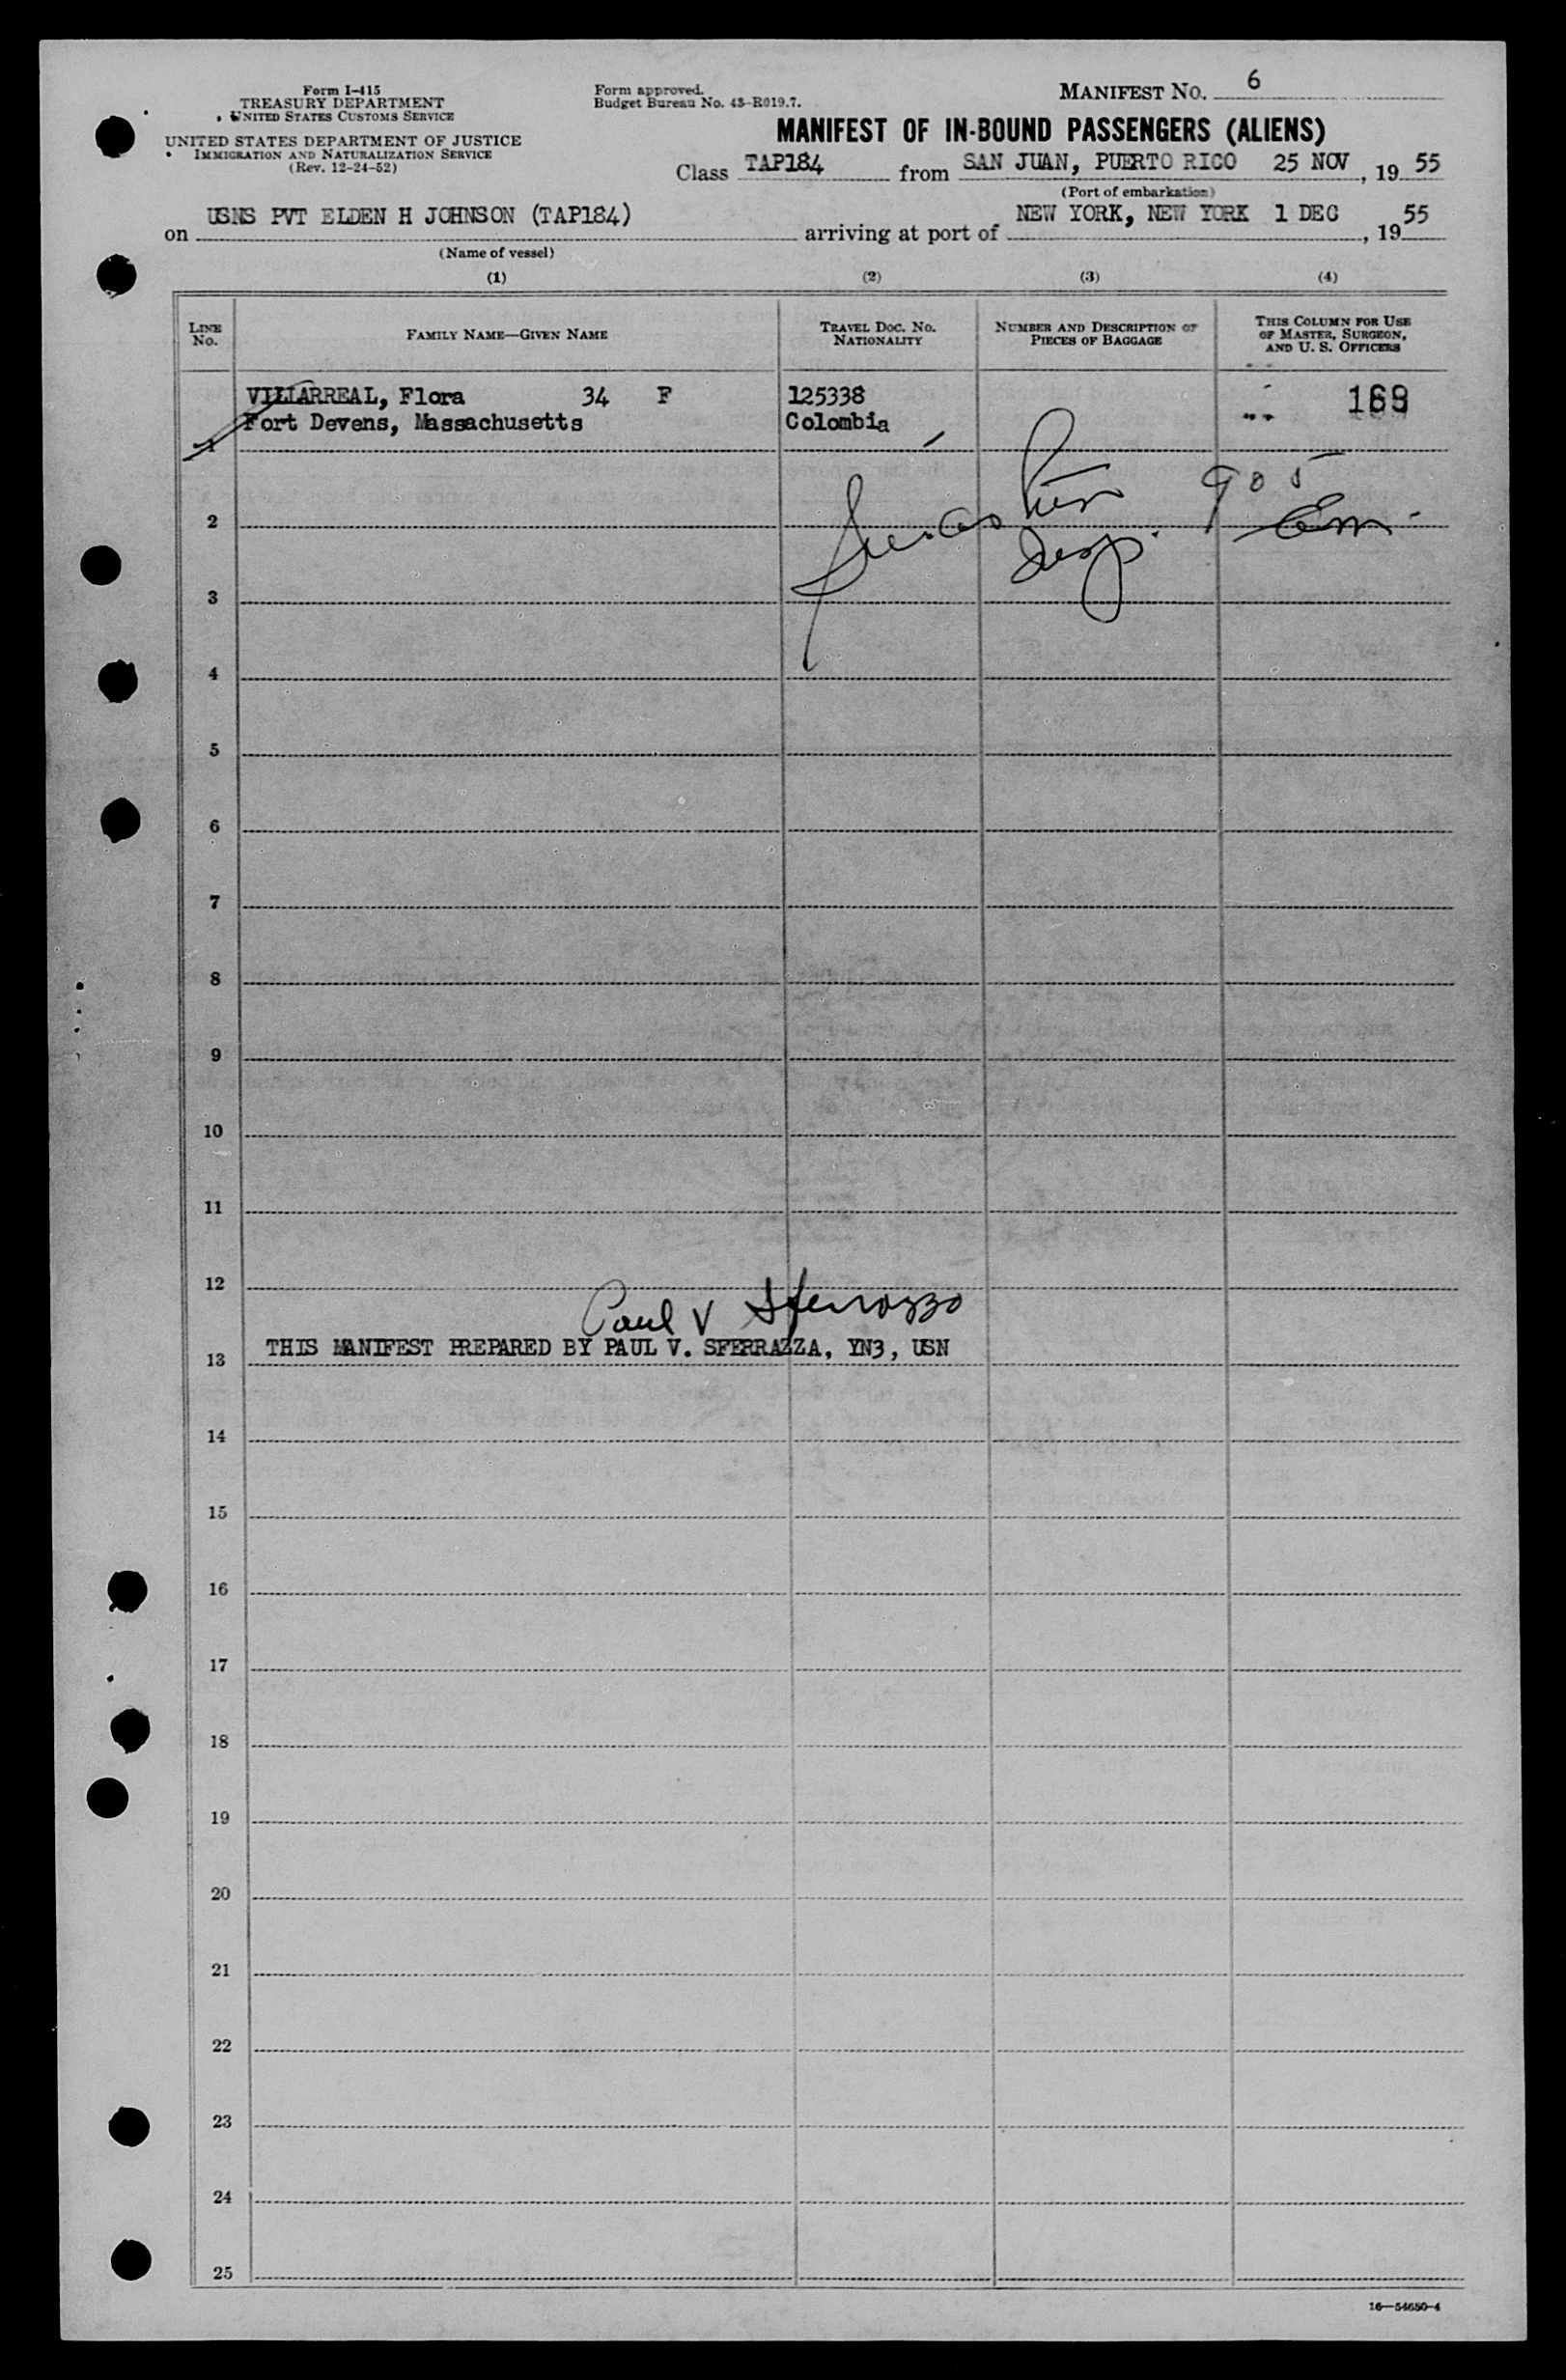 Form I-415
TREASURY DEPARTMENT
UNITED STATES CUSTOMS SERVICE
UNITED STATES DEPARTMENT OF JUSTICE
IMMIGRATION AND NATURALIZATION SERVICE
(Rev. 12-24-52)
Form approved.
Budget Bureau No. 43-R019.7.
MANIFEST NO. 6
MANIFEST OF IN-BOUND PASSENGERS (ALIENS)
Class TAP184 from SAN JUAN, PUERTO RICO 25 NOV, 19 55
(Port of embarkation)
on USNS PVT ELDEN H JOHNSON (TAP184) arriving at port of NEW YORK, NEW YORK 1 DEC, 19 55
(Name of vessel)
(1) (2) (3) (4)
LINE No. FAMILY NAME—GIVEN NAME TRAVEL DOC. NO. NATIONALITY NUMBER AND DESCRIPTION OF PIECES OF BAGGAGE THIS COLUMN FOR USE OF MASTER, SURGEON, AND U. S. OFFICERS
VILLARREAL, Flora 34 F 125338
Fort Devens, Massachusetts Colombia
1
905
2
3
4
5
6
7
8
9
10
11
12
Paul V Sferrazza
THIS MANIFEST PREPARED BY PAUL V. SFERRAZZA, YN3, USN
13
14
15
16
17
18
19
20
21
22
23
24
25
16—54650-4